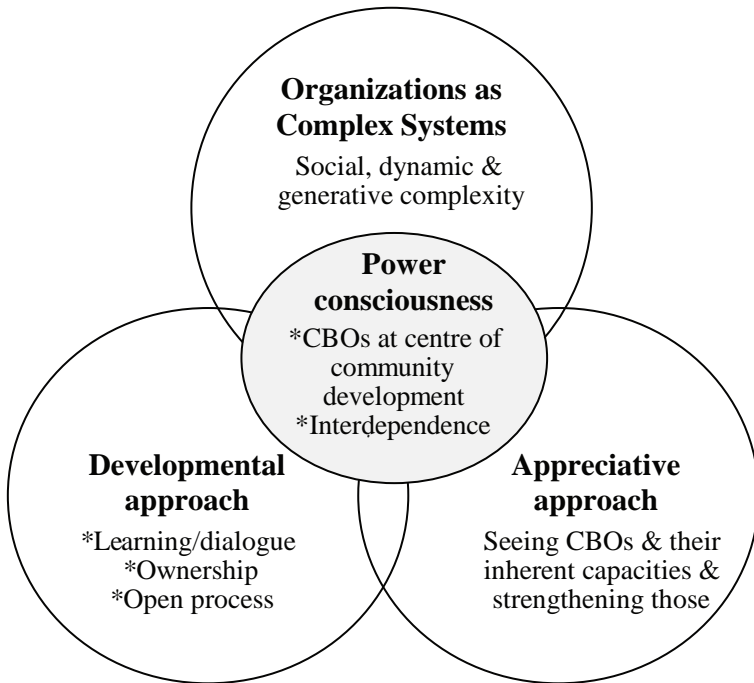 Organizations as
Complex Systems
Social, dynamic &
generative complexity
Power
consciousness
*CBOs at centre of
community
development
*Interdependence
Developmental
approach
*Learning/dialogue
*Ownership
*Open process
Appreciative
approach
Seeing CBOs & their
inherent capacities &
strengthening those